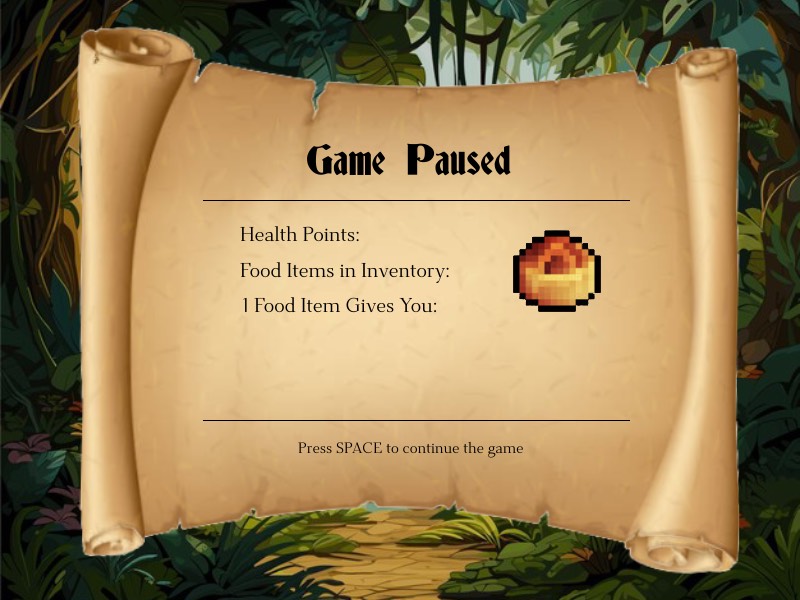 Game Paused
Health Points:
Food Items in Inventory:
1 Food Item Gives You:
Press SPACE to continue the game